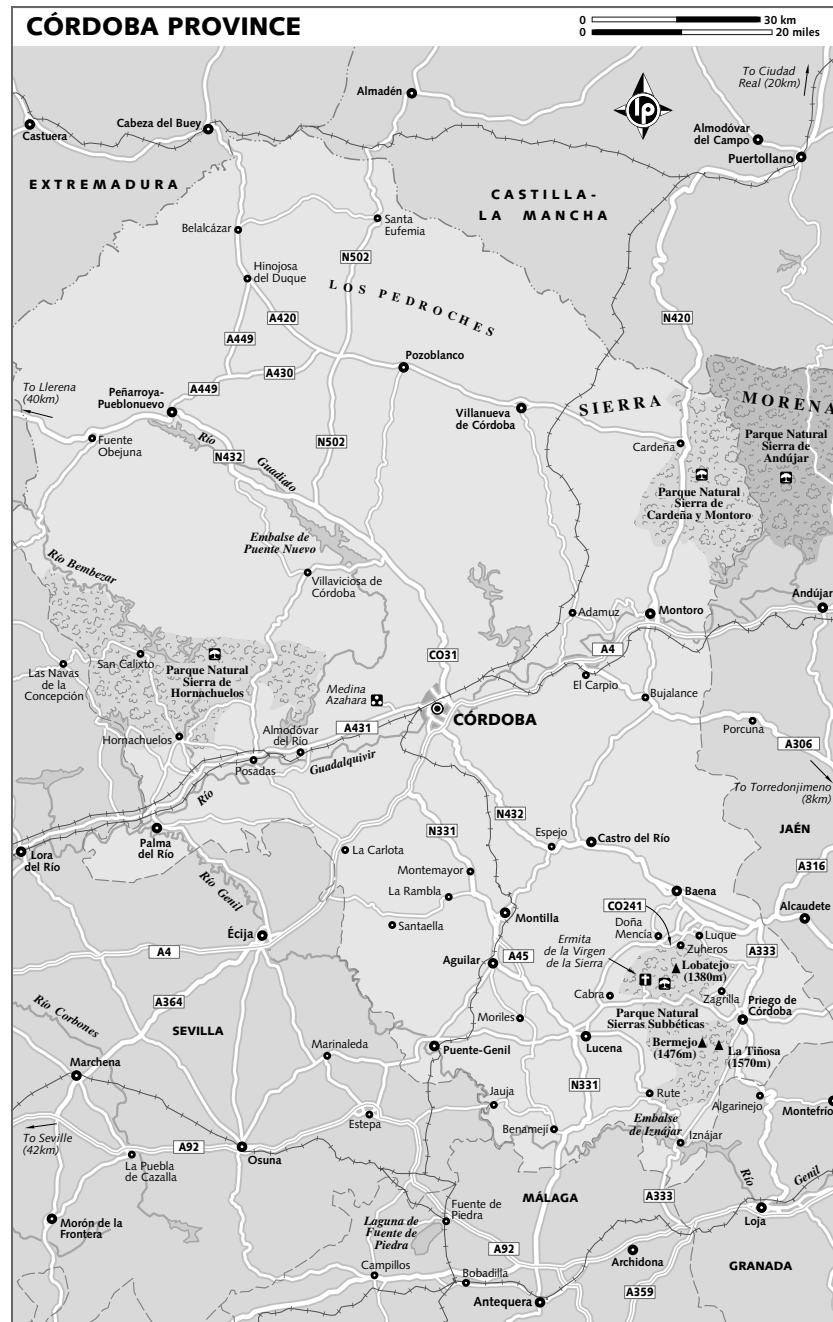 CÓRDOBA PROVINCE
0 30 km
0 20 miles
To Ciudad
Real (20km)
Almadén
lp
Castuera
Cabeza del Buey
Almodóvar
del Campo
Puertollano
EXTREMADURA
CASTILLA-
LA MANCHA
Belalcázar
Santa
Eufemia
N502
Hinojosa
del Duque
LOS PEDROCHES
A420
N420
A449
Pozoblanco
A430
To Llerena
(40km)
A449
Peñarroya-
Pueblonuevo
Villanueva
de Córdoba
SIERRA
MORENA
Fuente
Obejuna
Río
N502
N432
Guadiato
Cardeña
Parque Natural
Sierra de
Andújar
Parque Natural
Sierra de
Cardeña y Montoro
Embalse de
Puente Nuevo
Río Bembezar
Villaviciosa de
Córdoba
Andújar
Adamuz
Montoro
A4
CO31
San Calixto
Las Navas
de la
Concepción
Parque Natural
Sierra de
Hornachuelos
El Carpio
Medina
Azahara
Bujalance
CÓRDOBA
A431
Almodóvar
del Río
Hornachuelos
Porcuna
A306
Posadas
Guadalquivir
Río
To Torredonjimeno
(8km)
N432
JAÉN
N331
Espejo
Castro del Río
Palma
del Río
La Carlota
Lora
del Río
Montemayor
A316
Río Genil
La Rambla
Baena
CO241
Alcaudete
Montilla
Santaella
Doña
Mencía
Luque
Écija
Zuheros
A4
A45
A333
Ermita
de la Virgen
de la Sierra
Aguilar
Lobatejo
(1380m)
Cabra
Zagrilla
A364
Priego de
Córdoba
Río Corbones
Moriles
Parque Natural
Sierras Subbéticas
SEVILLA
Lucena
Bermejo
(1476m)
La Tiñosa
(1570m)
Marinaleda
Puente-Genil
Marchena
N331
Jauja
Rute
Algarinejo
Montefrío
Estepa
Embalse
de Iznájar
Benamejí
To Seville
(42km)
A92
Iznájar
La Puebla
de Cazalla
Osuna
Río
Genil
A333
MÁLAGA
Morón de la
Frontera
Fuente de
Piedra
Loja
Laguna de
Fuente de
Piedra
A92
Archidona
GRANADA
Campillos
Bobadilla
A359
Antequera